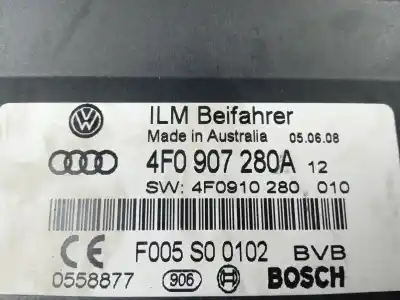 ILM Beifahrer
Made in Australia 05.06.08
4F0 907 280A 12
SW: 4F0910 280 010
CE F005 S0 0102 BVB
0558877 906 BOSCH